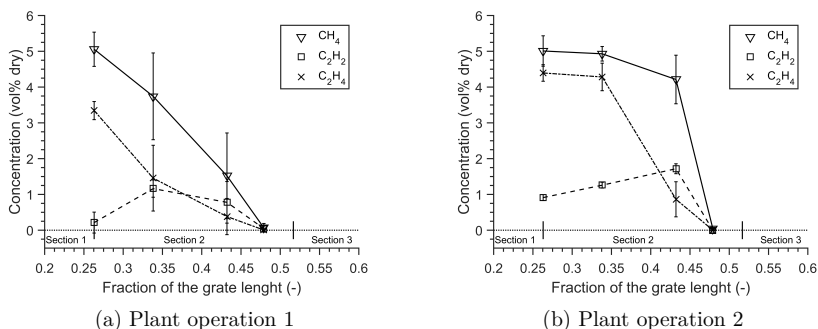 6
5
4
3
2
1
0
Concentration (vol% dry)
CH4
C2H2
C2H4
Section 1
Section 2
Section 3
0.2 0.25 0.3 0.35 0.4 0.45 0.5 0.55 0.6
Fraction of the grate lenght (-)
(a) Plant operation 1
6
5
4
3
2
1
0
Concentration (vol% dry)
CH4
C2H2
C2H4
Section 1
Section 2
Section 3
0.2 0.25 0.3 0.35 0.4 0.45 0.5 0.55 0.6
Fraction of the grate lenght (-)
(b) Plant operation 2